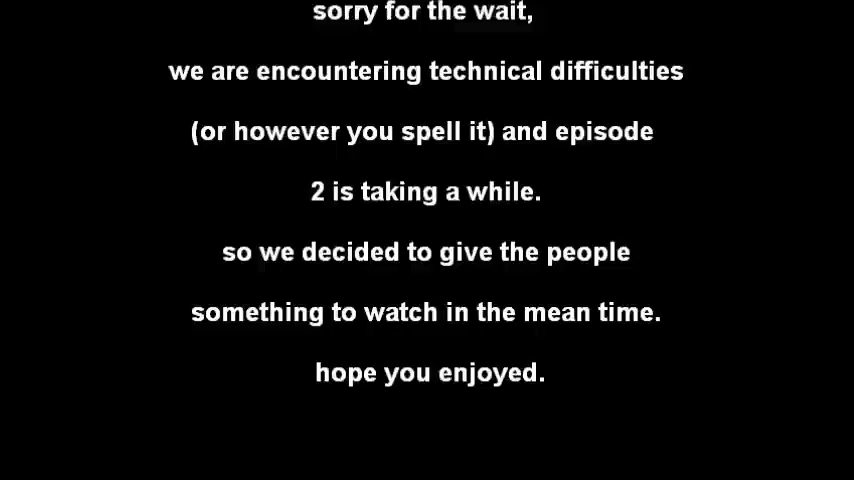 sorry for the wait,
we are encountering technical difficulties
(or however you spell it) and episode
2 is taking a while.
so we decided to give the people
something to watch in the mean time.
hope you enjoyed.